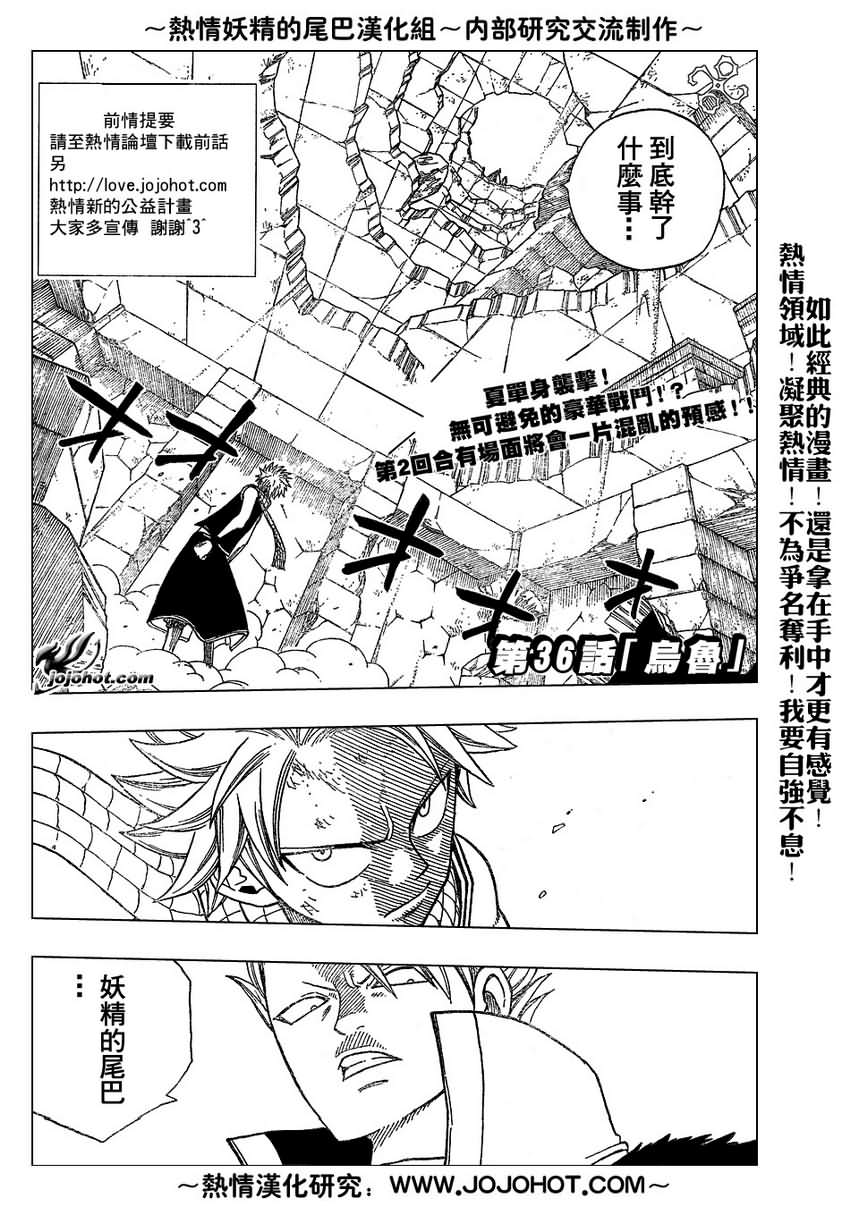 ～熱情妖精的尾巴漢化組～内部研究交流制作～
前情提要
請至熱情論壇下載前話
另
http://love.jojohot.com
熱情新的公益計畫
大家多宣傳 謝謝^3^
到底幹了
什麼事…
夏單身襲擊！
無可避免的豪華戰鬥！？
第2回合有場面將會一片混亂的預感！！
第36話「烏魯」
jojohot.com
妖精的尾巴
…
如此經典的漫畫！還是拿在手中才更有感覺！
熱情領域！凝聚熱情！不為爭名奪利！我要自強不息！
～熱情漢化研究：WWW.JOJOHOT.COM～